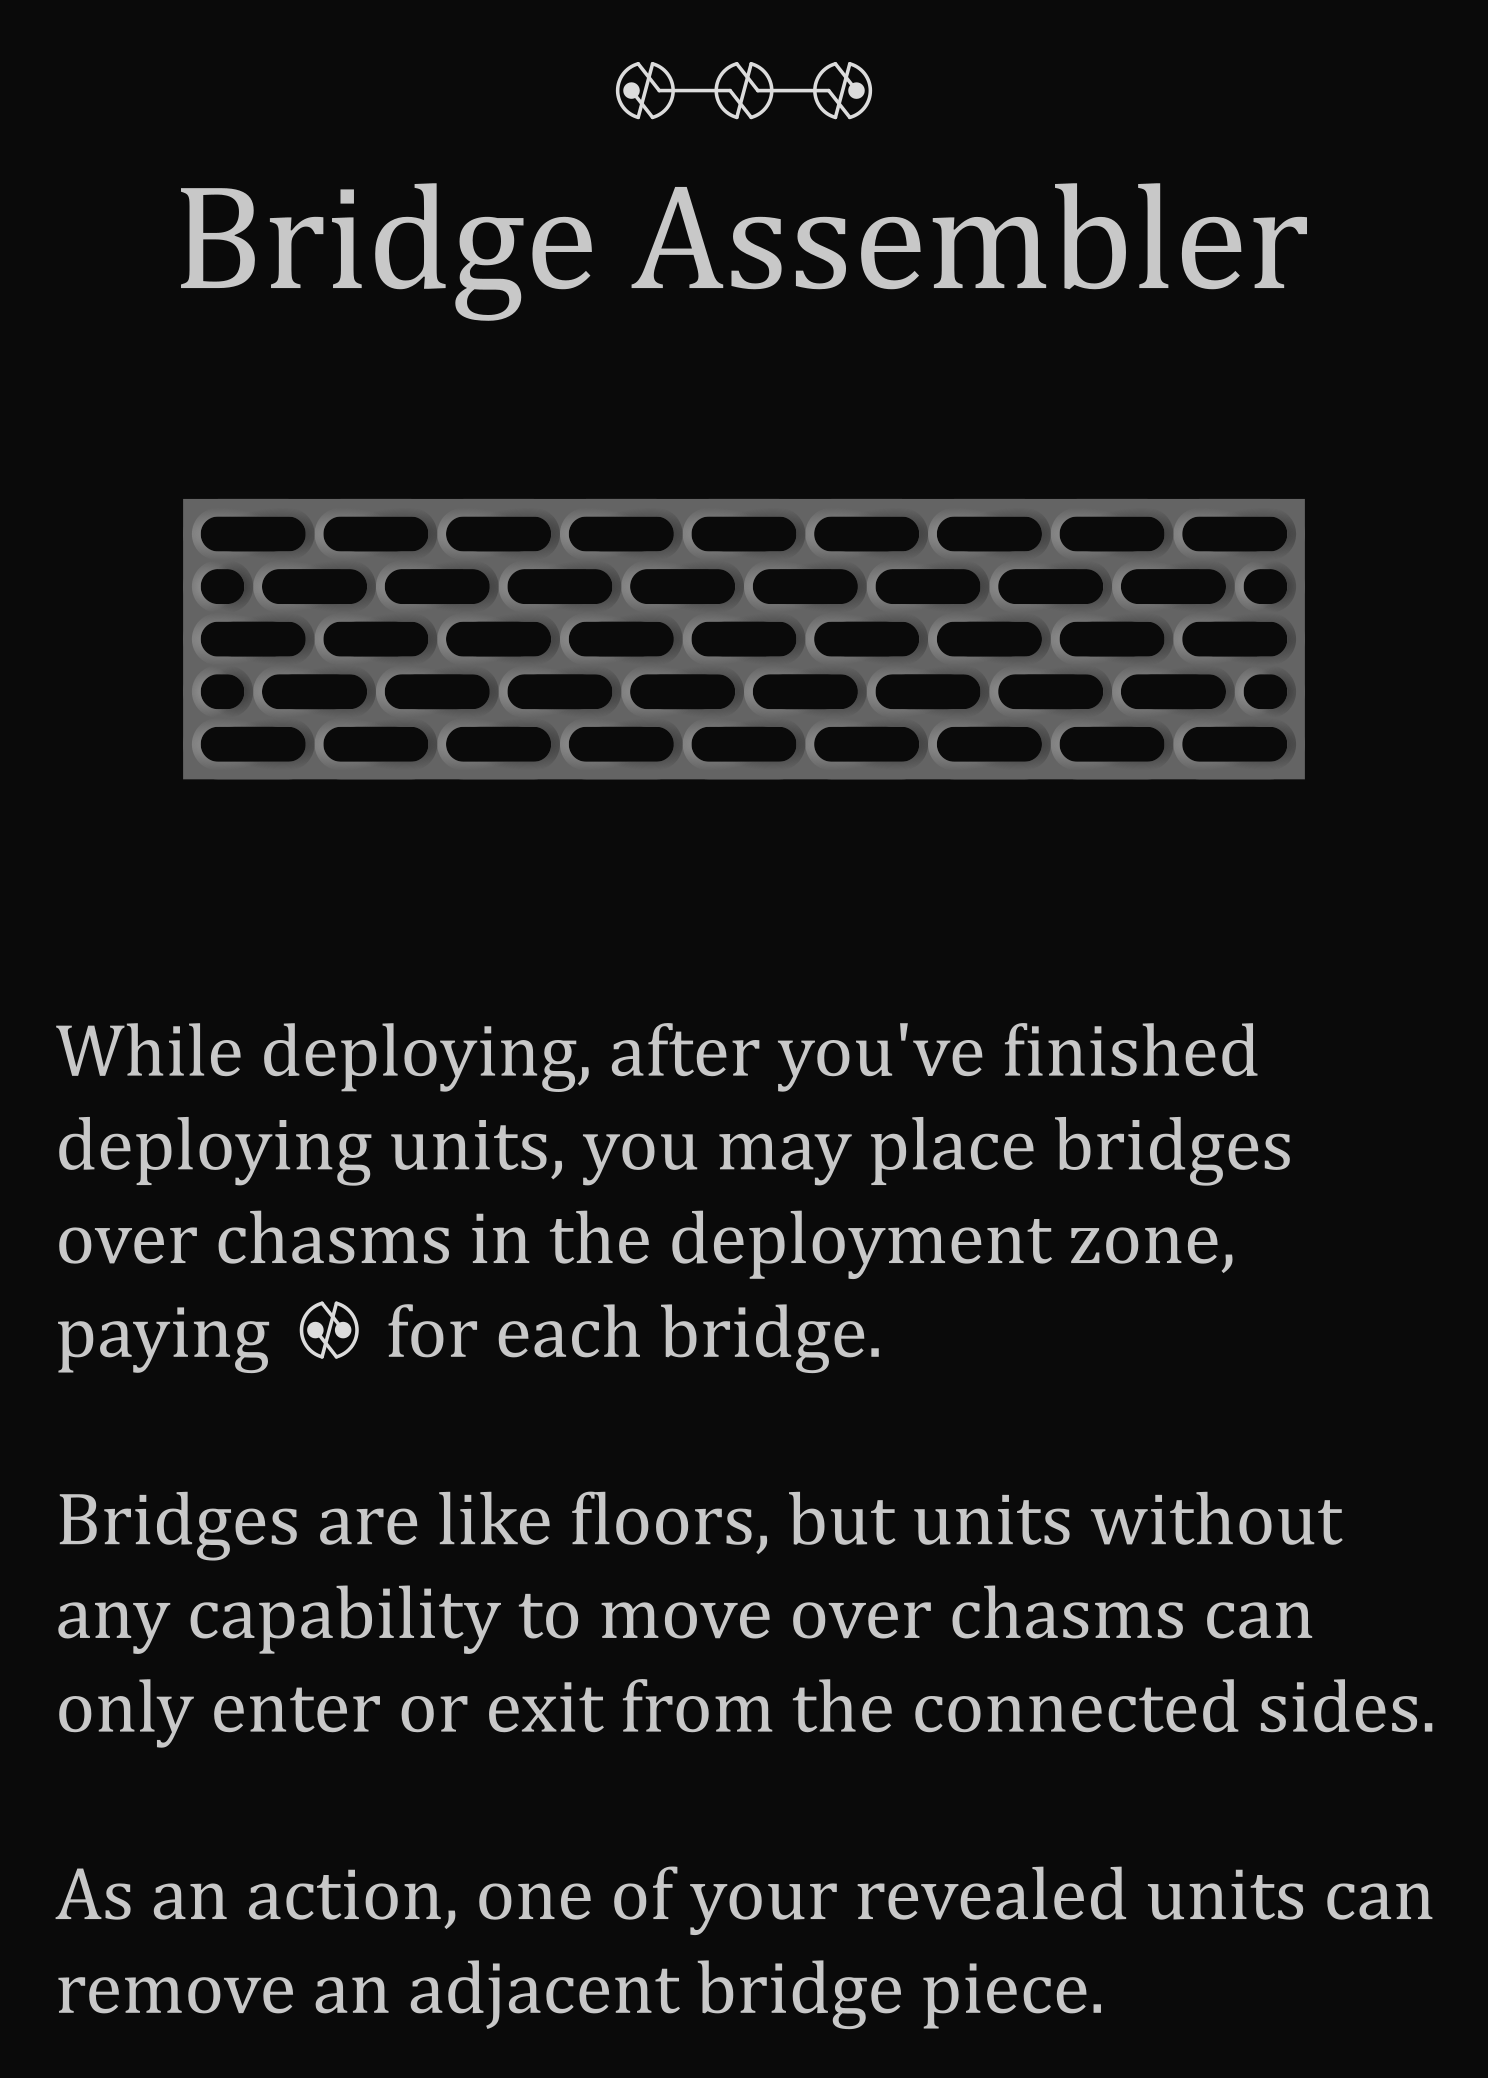 Bridge Assembler
While deploying, after you've finished
deploying units, you may place bridges
over chasms in the deployment zone,
paying for each bridge.
Bridges are like floors, but units without
any capability to move over chasms can
only enter or exit from the connected sides.
As an action, one of your revealed units can
remove an adjacent bridge piece.